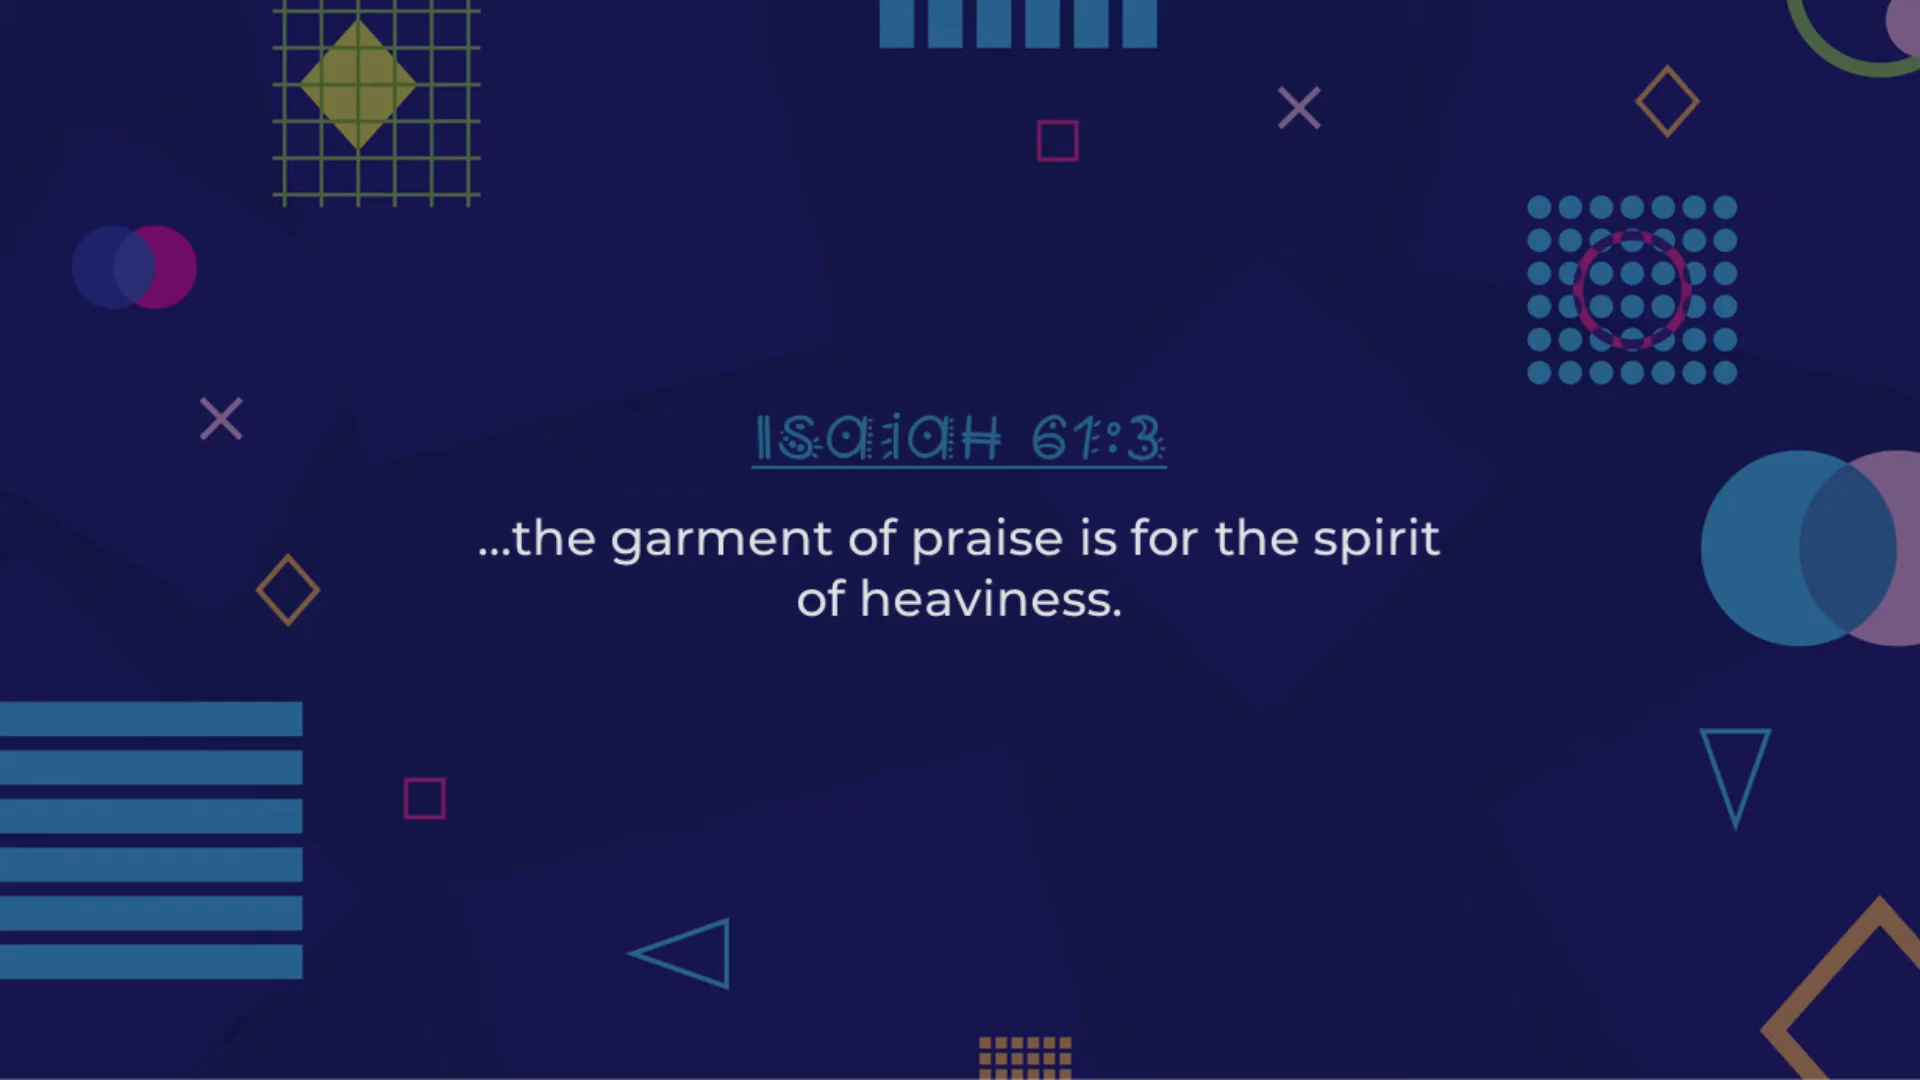 Isaiah 61:3
...the garment of praise is for the spirit
of heaviness.